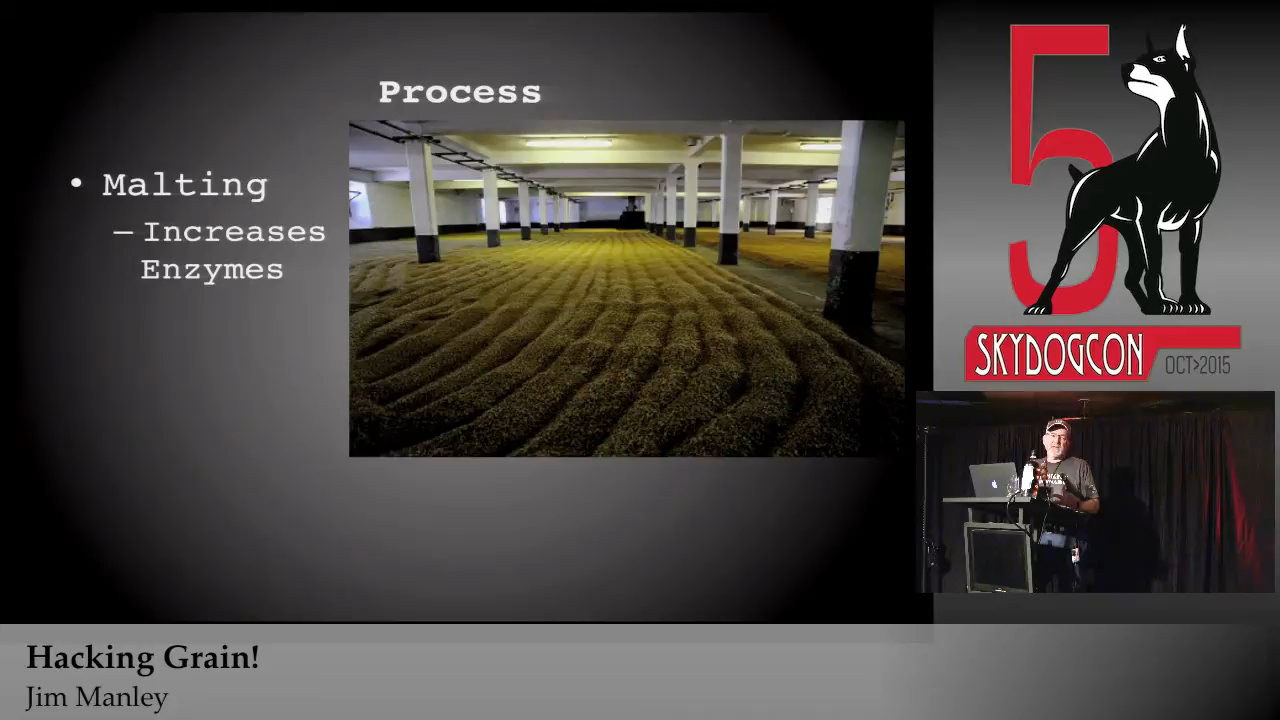 Process
• Malting
– Increases
Enzymes
5
SKYDOGCON
OCT>2015
Hacking Grain!
Jim Manley